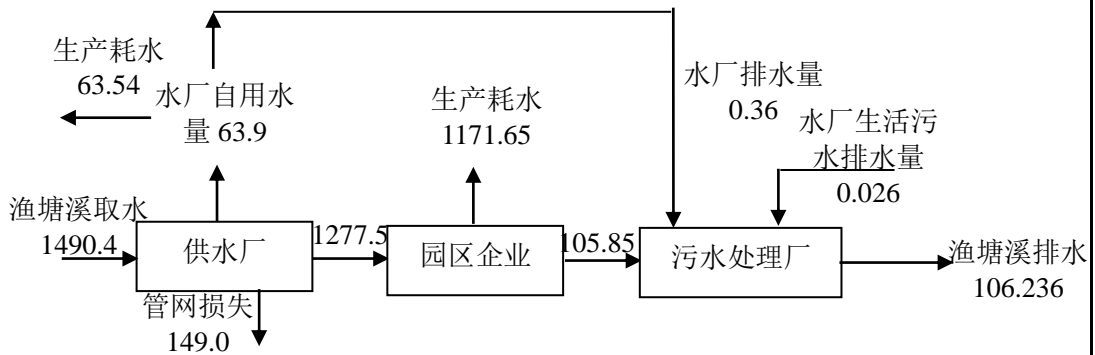 生产耗水
63.54
水厂自用水
量 63.9
生产耗水
1171.65
水厂排水量
0.36
水厂生活污
水排水量
0.026
渔塘溪取水
1490.4
供水厂
1277.5
园区企业
105.85
污水处理厂
渔塘溪排水
106.236
管网损失
149.0